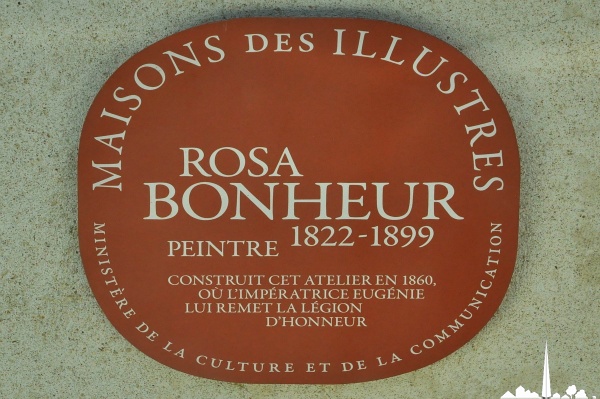 MAISONS DES ILLUSTRES
ROSA
BONHEUR
1822-1899
PEINTRE
CONSTRUIT CET ATELIER EN 1860,
OÙ L'IMPÉRATRICE EUGÉNIE
LUI REMET LA LÉGION
D'HONNEUR
MINISTÈRE DE LA CULTURE ET DE LA COMMUNICATION